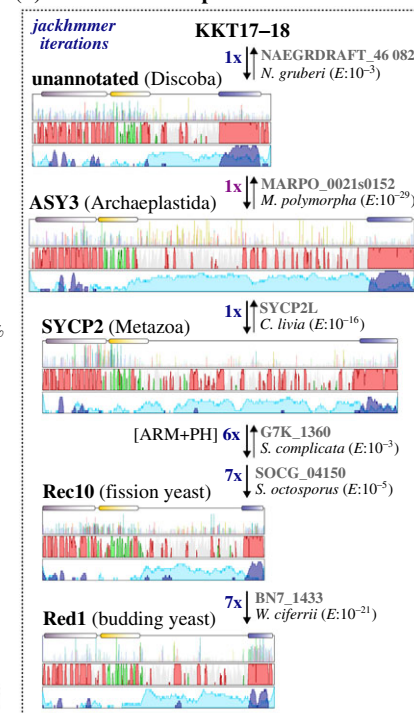 jackhmmer
iterations
KKT17–18
1x NAEGRDRAFT_46 082
N. gruberi (E:10⁻³)
unannotated (Discoba)
1x MARPO_0021s0152
M. polymorpha (E:10⁻²⁹)
ASY3 (Archaeplastida)
1x SYCP2L
C. livia (E:10⁻¹⁶)
SYCP2 (Metazoa)
[ARM+PH] 6x G7K_1360
S. complicata (E:10⁻³)
7x SOCG_04150
S. octosporus (E:10⁻⁵)
Rec10 (fission yeast)
7x BN7_1433
W. ciferrii (E:10⁻²¹)
Red1 (budding yeast)